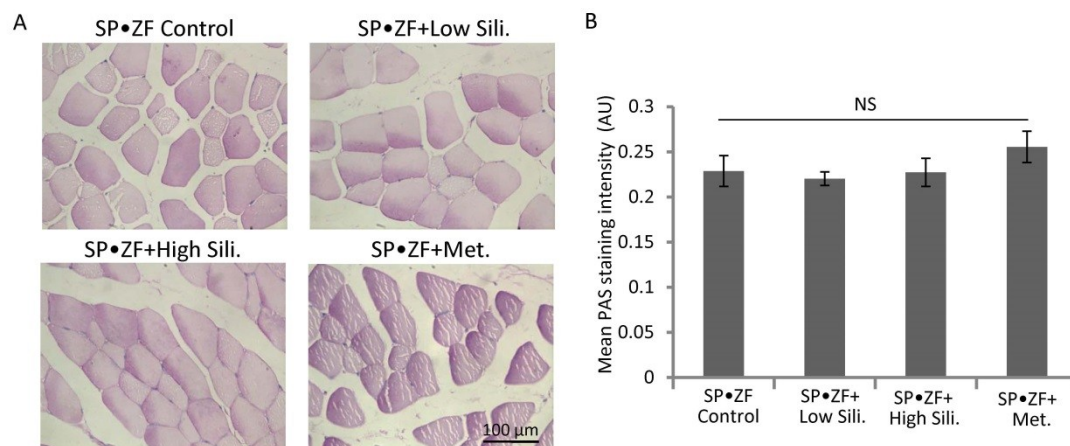 A
SP•ZF Control
SP•ZF+Low Sili.
SP•ZF+High Sili.
SP•ZF+Met.
100 µm
B
Mean PAS staining intensity (AU)
0.3
0.25
0.2
0.15
0.1
0.05
0
NS
SP•ZF
Control
SP•ZF+
Low Sili.
SP•ZF+
High Sili.
SP•ZF+
Met.